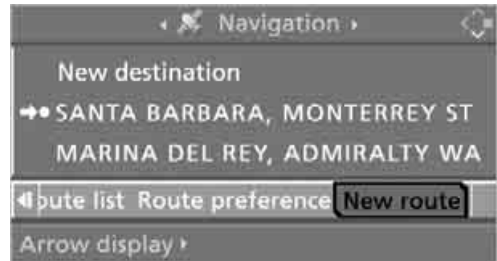 Navigation
New destination
SANTA BARBARA, MONTERREY ST
MARINA DEL REY, ADMIRALTY WA
oute list Route preference New route
Arrow display